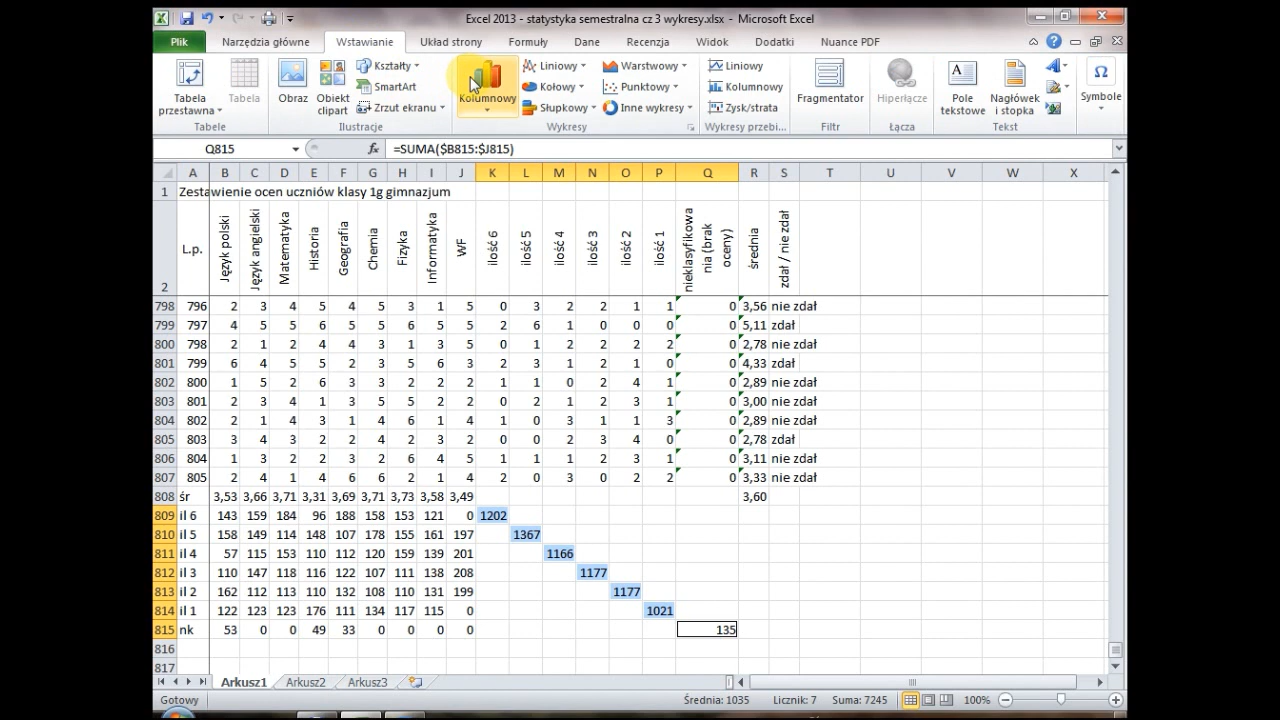 Excel 2013 - statystyka semestralna cz 3 wykresy.xlsx - Microsoft Excel
Plik Narzędzia główne Wstawianie Układ strony Formuły Dane Recenzja Widok Dodatki Nuance PDF
Tabela przestawna Tabela Obraz Obiekt clipart Kształty SmartArt Zrzut ekranu Kolumnowy Liniowy Kołowy Słupkowy Warstwowy Punktowy Inne wykresy Liniowy Kolumnowy Zysk/strata Fragmentator Hiperłącze Pole tekstowe Nagłówek i stopka Symbole
Tabele Ilustracje Wykresy Wykresy przebi... Filtr Łącza Tekst
Q815 fx =SUMA($B815:$J815)
A B C D E F G H I J K L M N O P Q R S T U V W X
1 Zestawienie ocen uczniów klasy 1g gimnazjum
2 L.p. Język polski Język angielski Matematyka Historia Geografia Chemia Fizyka Informatyka WF ilość 6 ilość 5 ilość 4 ilość 3 ilość 2 ilość 1 nieklasyfikowa nia (brak oceny) średnia zdał / nie zdał
798 796 2 3 4 5 4 5 3 1 5 0 3 2 2 1 1 0 3,56 nie zdał
799 797 4 5 5 6 5 5 6 5 5 2 6 1 0 0 0 0 5,11 zdał
800 798 2 1 2 4 4 3 1 3 5 0 1 2 2 2 2 0 2,78 nie zdał
801 799 6 4 5 5 2 3 5 6 3 2 3 1 2 1 0 0 4,33 zdał
802 800 1 5 2 6 3 3 2 2 2 1 1 0 2 4 1 0 2,89 nie zdał
803 801 2 3 4 1 3 5 5 2 2 0 2 1 2 3 1 0 3,00 nie zdał
804 802 2 1 4 3 1 4 6 1 4 1 0 3 1 1 3 0 2,89 nie zdał
805 803 3 4 3 2 2 4 2 3 2 0 0 2 3 4 0 0 2,78 zdał
806 804 1 3 2 2 3 2 6 4 5 1 1 1 2 3 1 0 3,11 nie zdał
807 805 2 4 1 4 6 6 2 1 4 2 0 3 0 2 2 0 3,33 nie zdał
808 śr 3,53 3,66 3,71 3,31 3,69 3,71 3,73 3,58 3,49 3,60
809 il 6 143 159 184 96 188 158 153 121 0 1202
810 il 5 158 149 114 148 107 178 155 161 197 1367
811 il 4 57 115 153 110 112 120 159 139 201 1166
812 il 3 110 147 118 116 122 107 111 138 208 1177
813 il 2 162 112 113 110 132 108 110 131 199 1177
814 il 1 122 123 123 176 111 134 117 115 0 1021
815 nk 53 0 0 49 33 0 0 0 0 135
816
817
Arkusz1 Arkusz2 Arkusz3
Gotowy Średnia: 1035 Licznik: 7 Suma: 7245 100%